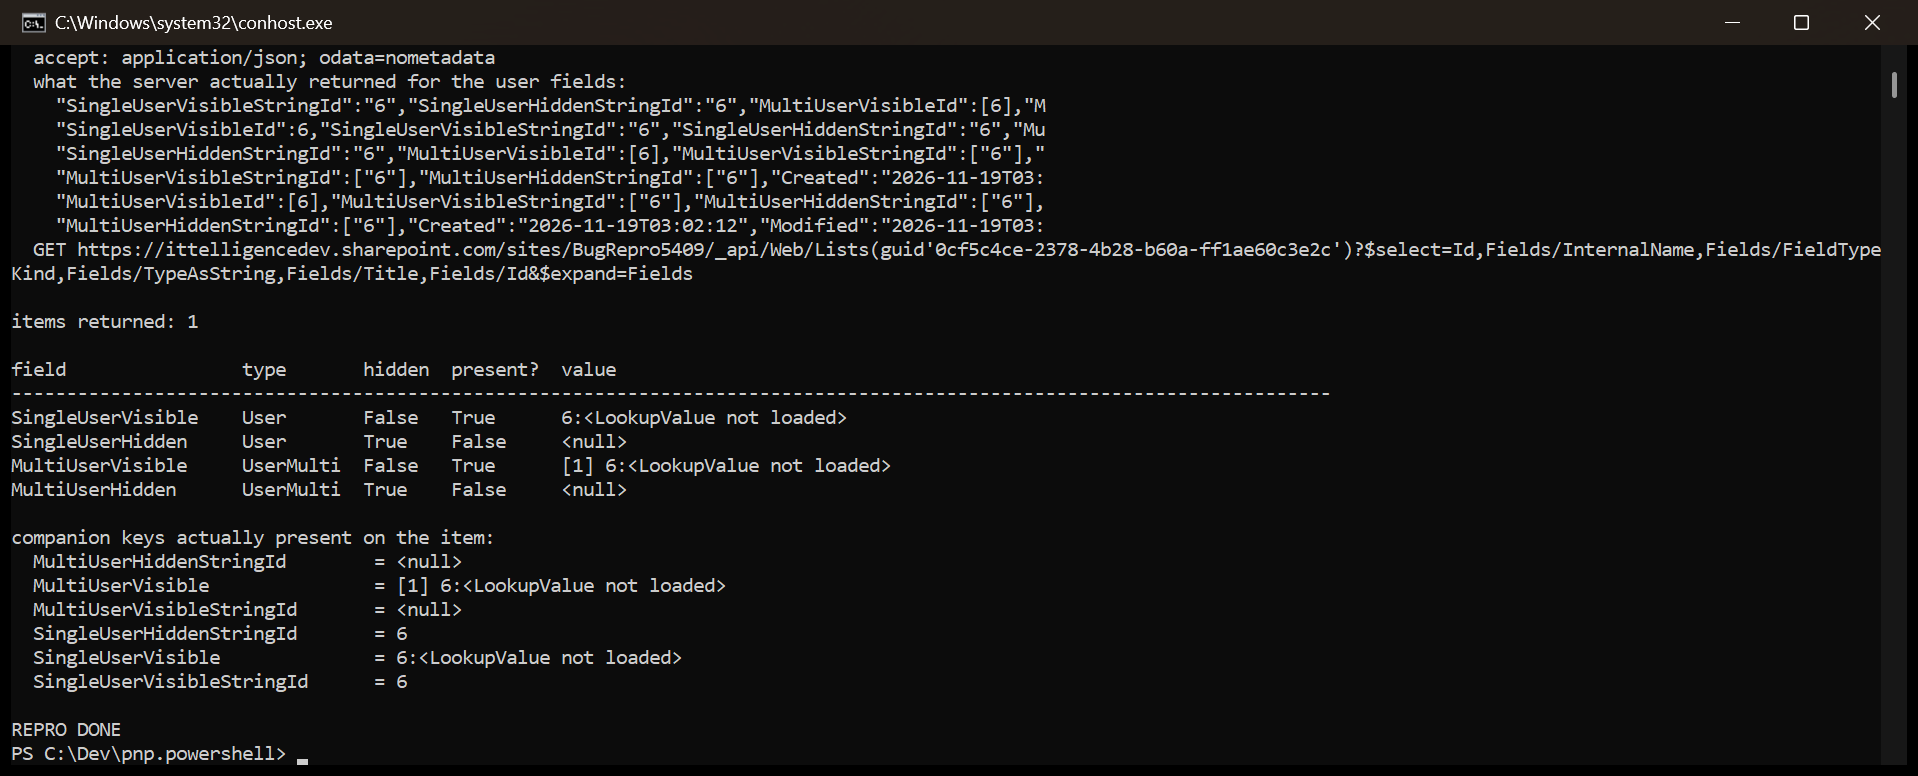 C:\Windows\system32\conhost.exe
accept: application/json; odata=nometadata
what the server actually returned for the user fields:
"SingleUserVisibleStringId":"6","SingleUserHiddenStringId":"6","MultiUserVisibleId":[6],"M
"SingleUserVisibleId":6,"SingleUserVisibleStringId":"6","SingleUserHiddenStringId":"6","Mu
"SingleUserHiddenStringId":"6","MultiUserVisibleId":[6],"MultiUserVisibleStringId":["6"],"
"MultiUserVisibleStringId":["6"],"MultiUserHiddenStringId":["6"],"Created":"2026-11-19T03:
"MultiUserVisibleId":[6],"MultiUserVisibleStringId":["6"],"MultiUserHiddenStringId":["6"],
"MultiUserHiddenStringId":["6"],"Created":"2026-11-19T03:02:12","Modified":"2026-11-19T03:
GET https://ittelligencedev.sharepoint.com/sites/BugRepro5409/_api/Web/Lists(guid'0cf5c4ce-2378-4b28-b60a-ff1ae60c3e2c')?$select=Id,Fields/InternalName,Fields/FieldType
Kind,Fields/TypeAsString,Fields/Title,Fields/Id&$expand=Fields
items returned: 1
field type hidden present? value
------------------------------------------------------------------------------------------------------------------------
SingleUserVisible User False True 6:<LookupValue not loaded>
SingleUserHidden User True False <null>
MultiUserVisible UserMulti False True [1] 6:<LookupValue not loaded>
MultiUserHidden UserMulti True False <null>
companion keys actually present on the item:
MultiUserHiddenStringId = <null>
MultiUserVisible = [1] 6:<LookupValue not loaded>
MultiUserVisibleStringId = <null>
SingleUserHiddenStringId = 6
SingleUserVisible = 6:<LookupValue not loaded>
SingleUserVisibleStringId = 6
REPRO DONE
PS C:\Dev\pnp.powershell>